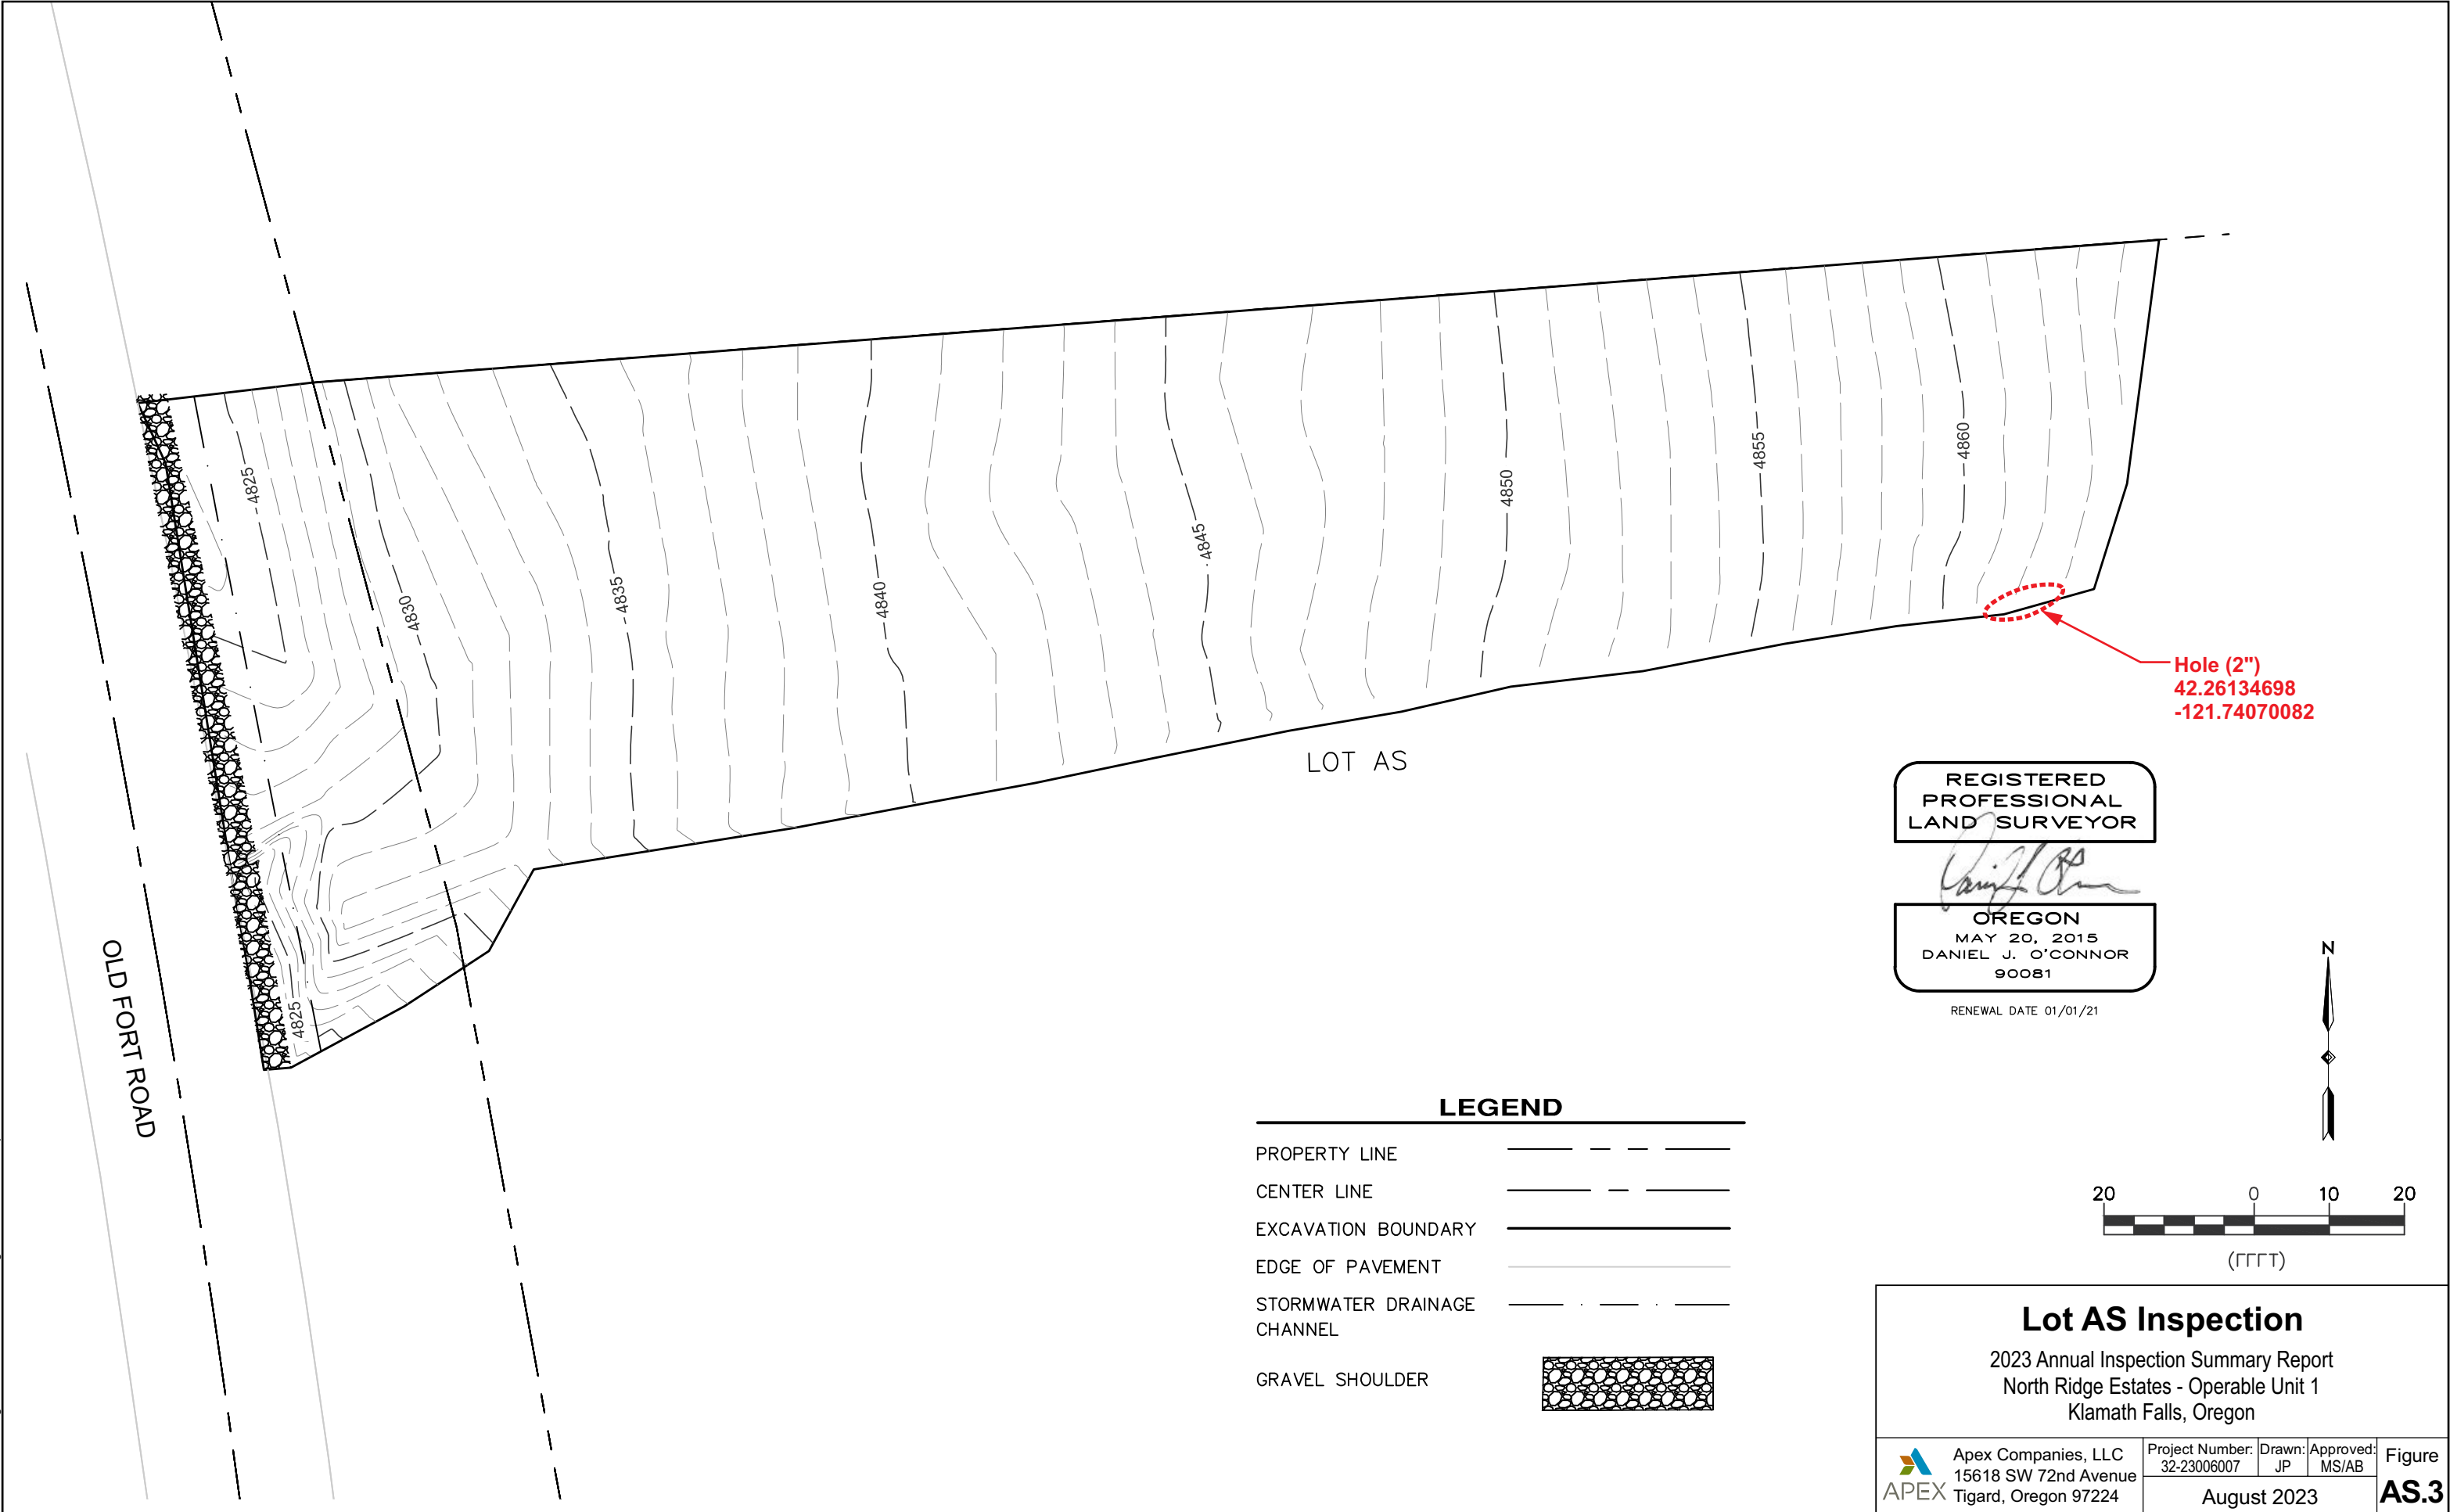 4825
4830
4835
4840
4845
4850
4855
4860
4825
Hole (2")
42.26134698
-121.74070082
LOT AS
OLD FORT ROAD
REGISTERED
PROFESSIONAL
LAND SURVEYOR
OREGON
MAY 20, 2015
DANIEL J. O'CONNOR
90081
RENEWAL DATE 01/01/21
N
LEGEND
PROPERTY LINE
CENTER LINE
EXCAVATION BOUNDARY
EDGE OF PAVEMENT
STORMWATER DRAINAGE
CHANNEL
GRAVEL SHOULDER
20 0 10 20
Lot AS Inspection
2023 Annual Inspection Summary Report
North Ridge Estates - Operable Unit 1
Klamath Falls, Oregon
APEX
Apex Companies, LLC
15618 SW 72nd Avenue
Tigard, Oregon 97224
Project Number:
32-23006007
Drawn:
JP
Approved:
MS/AB
August 2023
Figure
AS.3